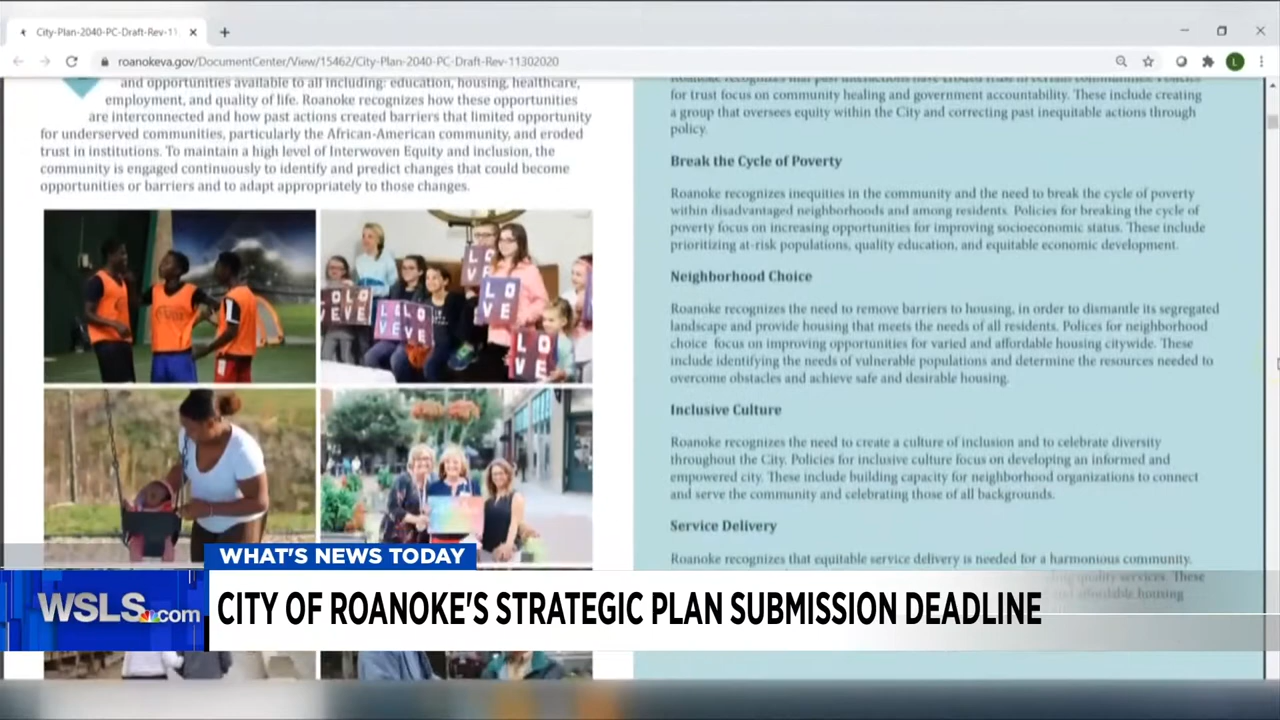 City-Plan-2040-PC-Draft-Rev-11
roanokeva.gov/DocumentCenter/View/15462/City-Plan-2040-PC-Draft-Rev-11302020
L
and opportunities available to all including: education, housing, healthcare,
employment, and quality of life. Roanoke recognizes how these opportunities
are interconnected and how past actions created barriers that limited opportunity
for underserved communities, particularly the African-American community, and eroded
trust in institutions. To maintain a high level of Interwoven Equity and inclusion, the
community is engaged continuously to identify and predict changes that could become
opportunities or barriers and to adapt appropriately to those changes.
LOVE
LOVE
LOVE
LOVE
for trust focus on community healing and government accountability. These include creating
a group that oversees equity within the City and correcting past inequitable actions through
policy.
Break the Cycle of Poverty
Roanoke recognizes inequities in the community and the need to break the cycle of poverty
within disadvantaged neighborhoods and among residents. Policies for breaking the cycle of
poverty focus on increasing opportunities for improving socioeconomic status. These include
prioritizing at-risk populations, quality education, and equitable economic development.
Neighborhood Choice
Roanoke recognizes the need to remove barriers to housing, in order to dismantle its segregated
landscape and provide housing that meets the needs of all residents. Polices for neighborhood
choice focus on improving opportunities for varied and affordable housing citywide. These
include identifying the needs of vulnerable populations and determine the resources needed to
overcome obstacles and achieve safe and desirable housing.
Inclusive Culture
Roanoke recognizes the need to create a culture of inclusion and to celebrate diversity
throughout the City. Policies for inclusive culture focus on developing an informed and
empowered city. These include building capacity for neighborhood organizations to connect
and serve the community and celebrating those of all backgrounds.
Service Delivery
Roanoke recognizes that equitable service delivery is needed for a harmonious community.
quality services. These
affordable housing
WHAT'S NEWS TODAY
WSLS.com
CITY OF ROANOKE'S STRATEGIC PLAN SUBMISSION DEADLINE